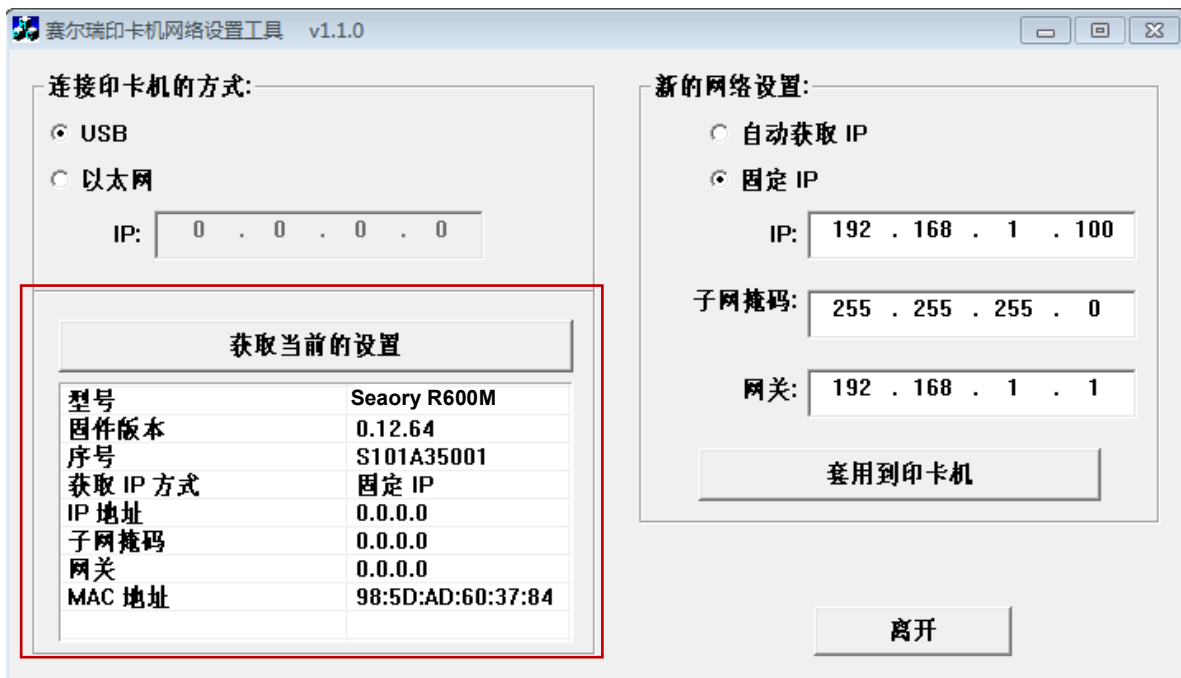 赛尔瑞印卡机网络设置工具 v1.1.0
连接印卡机的方式:
USB
以太网
IP: 0 . 0 . 0 . 0
获取当前的设置
型号 Seaory R600M
固件版本 0.12.64
序号 S101A35001
获取 IP 方式 固定 IP
IP 地址 0.0.0.0
子网掩码 0.0.0.0
网关 0.0.0.0
MAC 地址 98:5D:AD:60:37:84
新的网络设置:
自动获取 IP
固定 IP
IP: 192 . 168 . 1 . 100
子网掩码: 255 . 255 . 255 . 0
网关: 192 . 168 . 1 . 1
套用到印卡机
离开